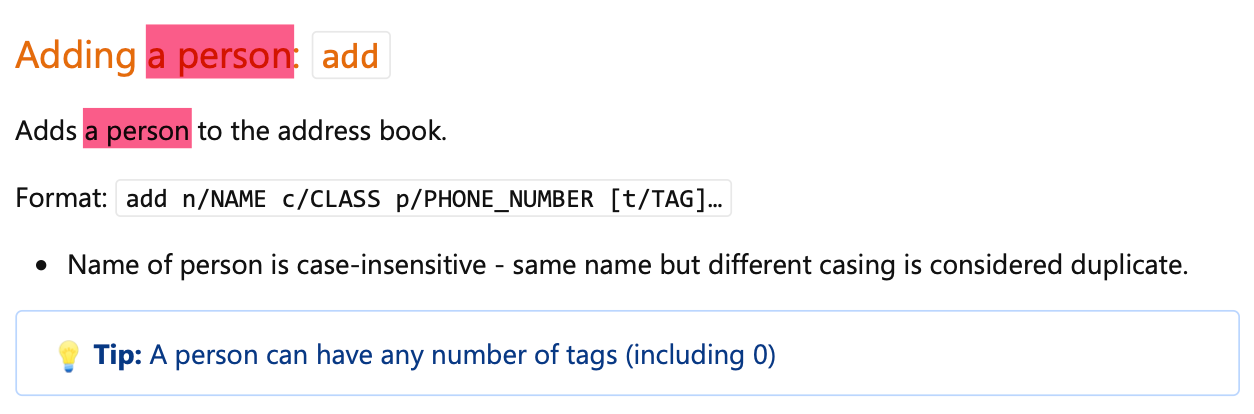 Adding a person: add
Adds a person to the address book.
Format: add n/NAME c/CLASS p/PHONE_NUMBER [t/TAG]…
• Name of person is case-insensitive - same name but different casing is considered duplicate.
💡 Tip: A person can have any number of tags (including 0)